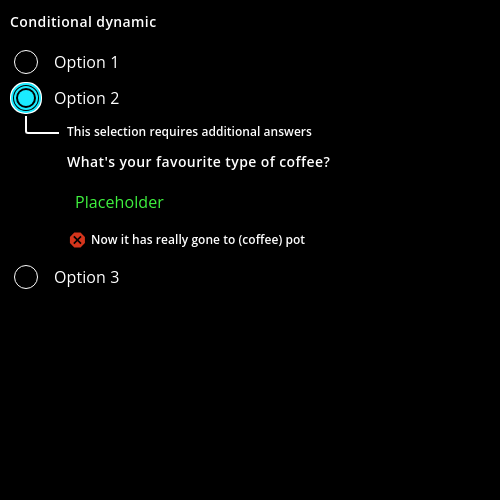 Conditional dynamic
Option 1
Option 2
This selection requires additional answers
What's your favourite type of coffee?
Placeholder
Now it has really gone to (coffee) pot
Option 3